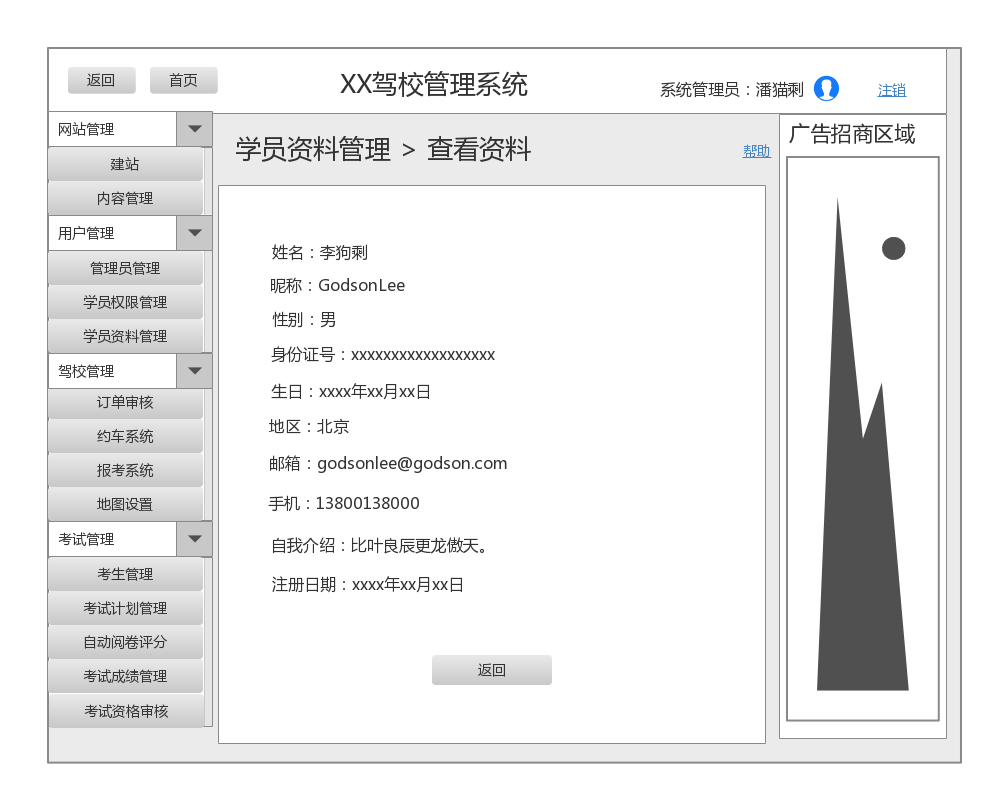 返回
首页
XX驾校管理系统
系统管理员：潘猫剩
注销
网站管理
建站
内容管理
用户管理
管理员管理
学员权限管理
学员资料管理
驾校管理
订单审核
约车系统
报考系统
地图设置
考试管理
考生管理
考试计划管理
自动阅卷评分
考试成绩管理
考试资格审核
学员资料管理 > 查看资料
帮助
姓名：李狗剩
昵称：GodsonLee
性别：男
身份证号：xxxxxxxxxxxxxxxxxx
生日：xxxx年xx月xx日
地区：北京
邮箱：godsonlee@godson.com
手机：13800138000
自我介绍：比叶良辰更龙傲天。
注册日期：xxxx年xx月xx日
返回
广告招商区域